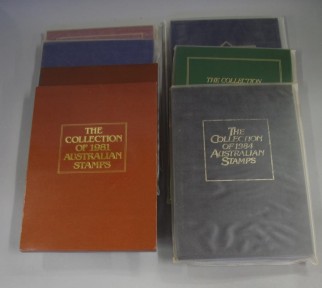 THE
COLLECTION
OF 1981
AUSTRALIAN
STAMPS
THE
COLLECTION
OF 1984
AUSTRALIAN
STAMPS
THE COLLECTION